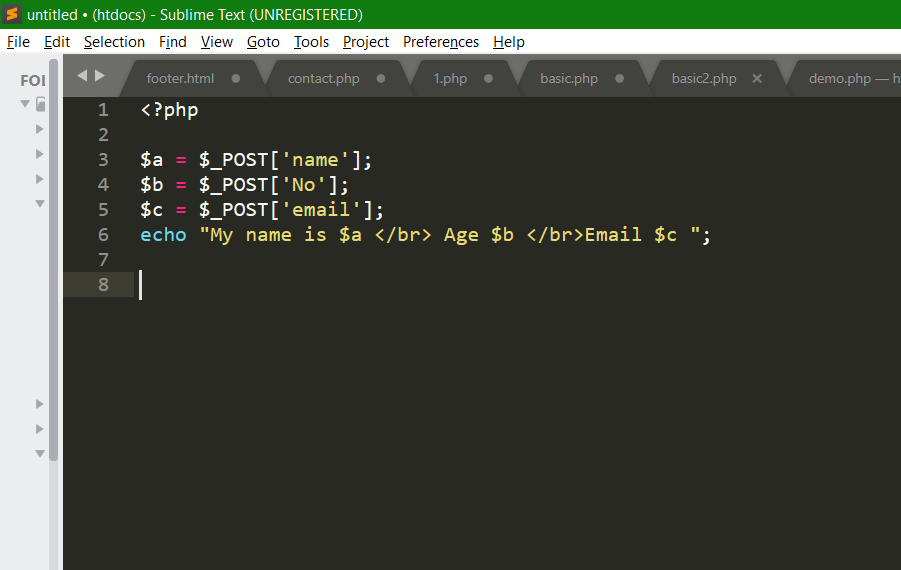 untitled • (htdocs) - Sublime Text (UNREGISTERED)
File Edit Selection Find View Goto Tools Project Preferences Help
FOL
footer.html contact.php 1.php basic.php basic2.php demo.php — h
1 <?php
2
3 $a = $_POST['name'];
4 $b = $_POST['No'];
5 $c = $_POST['email'];
6 echo "My name is $a </br> Age $b </br>Email $c ";
7
8